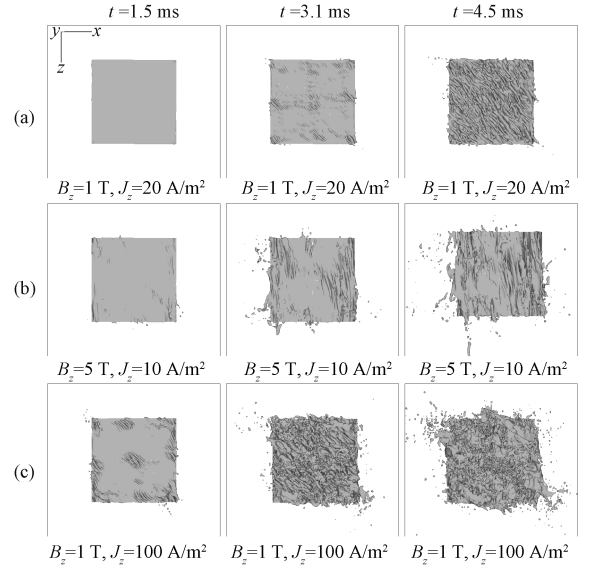 t =1.5 ms t =3.1 ms t =4.5 ms
y x
z
(a)
B_z=1 T, J_z=20 A/m² B_z=1 T, J_z=20 A/m² B_z=1 T, J_z=20 A/m²
(b)
B_z=5 T, J_z=10 A/m² B_z=5 T, J_z=10 A/m² B_z=5 T, J_z=10 A/m²
(c)
B_z=1 T, J_z=100 A/m² B_z=1 T, J_z=100 A/m² B_z=1 T, J_z=100 A/m²